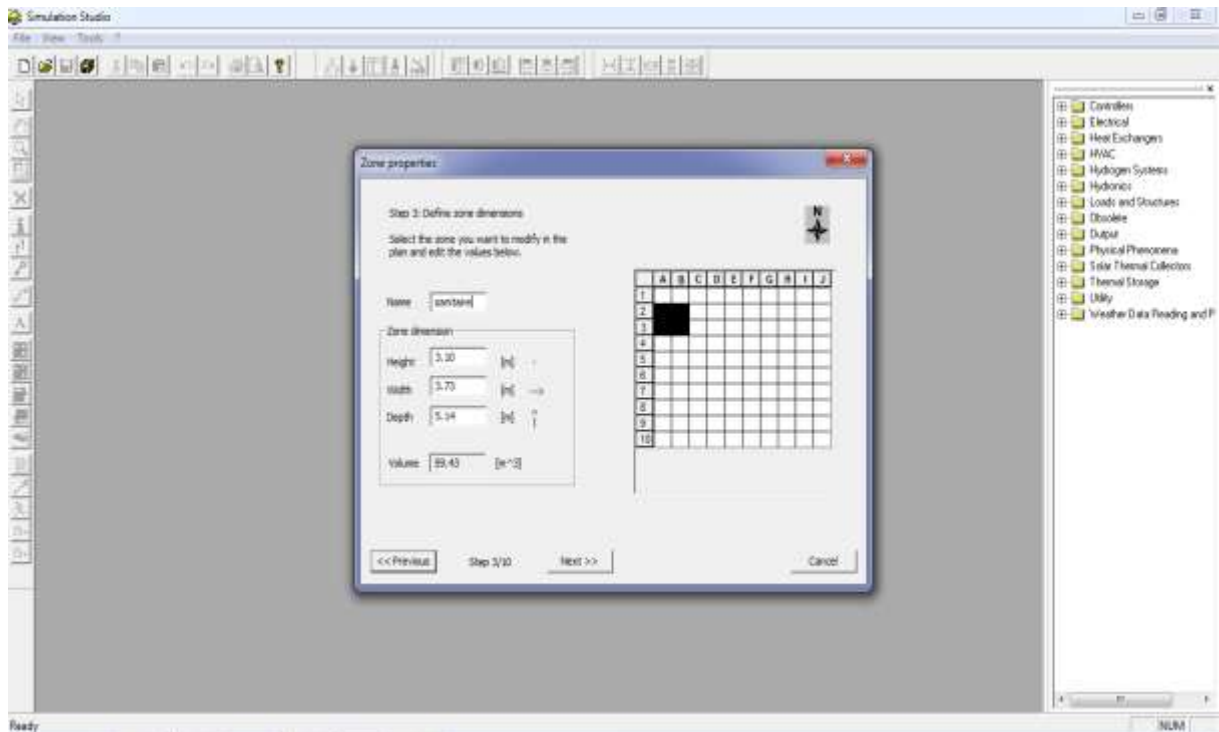 Simulation Studio
File View Tools ?
Zone properties
Step 3: Define zone dimensions
Select the zone you want to modify in the
plan and edit the values below.
Name sanitaire
Zone dimension
Height 3.10 [m]
Width 3.73 [m]
Depth 5.14 [m]
Volume 59.43 [m^3]
N
A B C D E F G H I J
1
2
3
4
5
6
7
8
9
10
<< Previous Step 3/10 Next >> Cancel
Controllers
Electrical
Heat Exchangers
HVAC
Hydrogen Systems
Hydronics
Loads and Structures
Obsolete
Output
Physical Phenomena
Solar Thermal Collectors
Thermal Storage
Utility
Weather Data Reading and P
Ready NUM